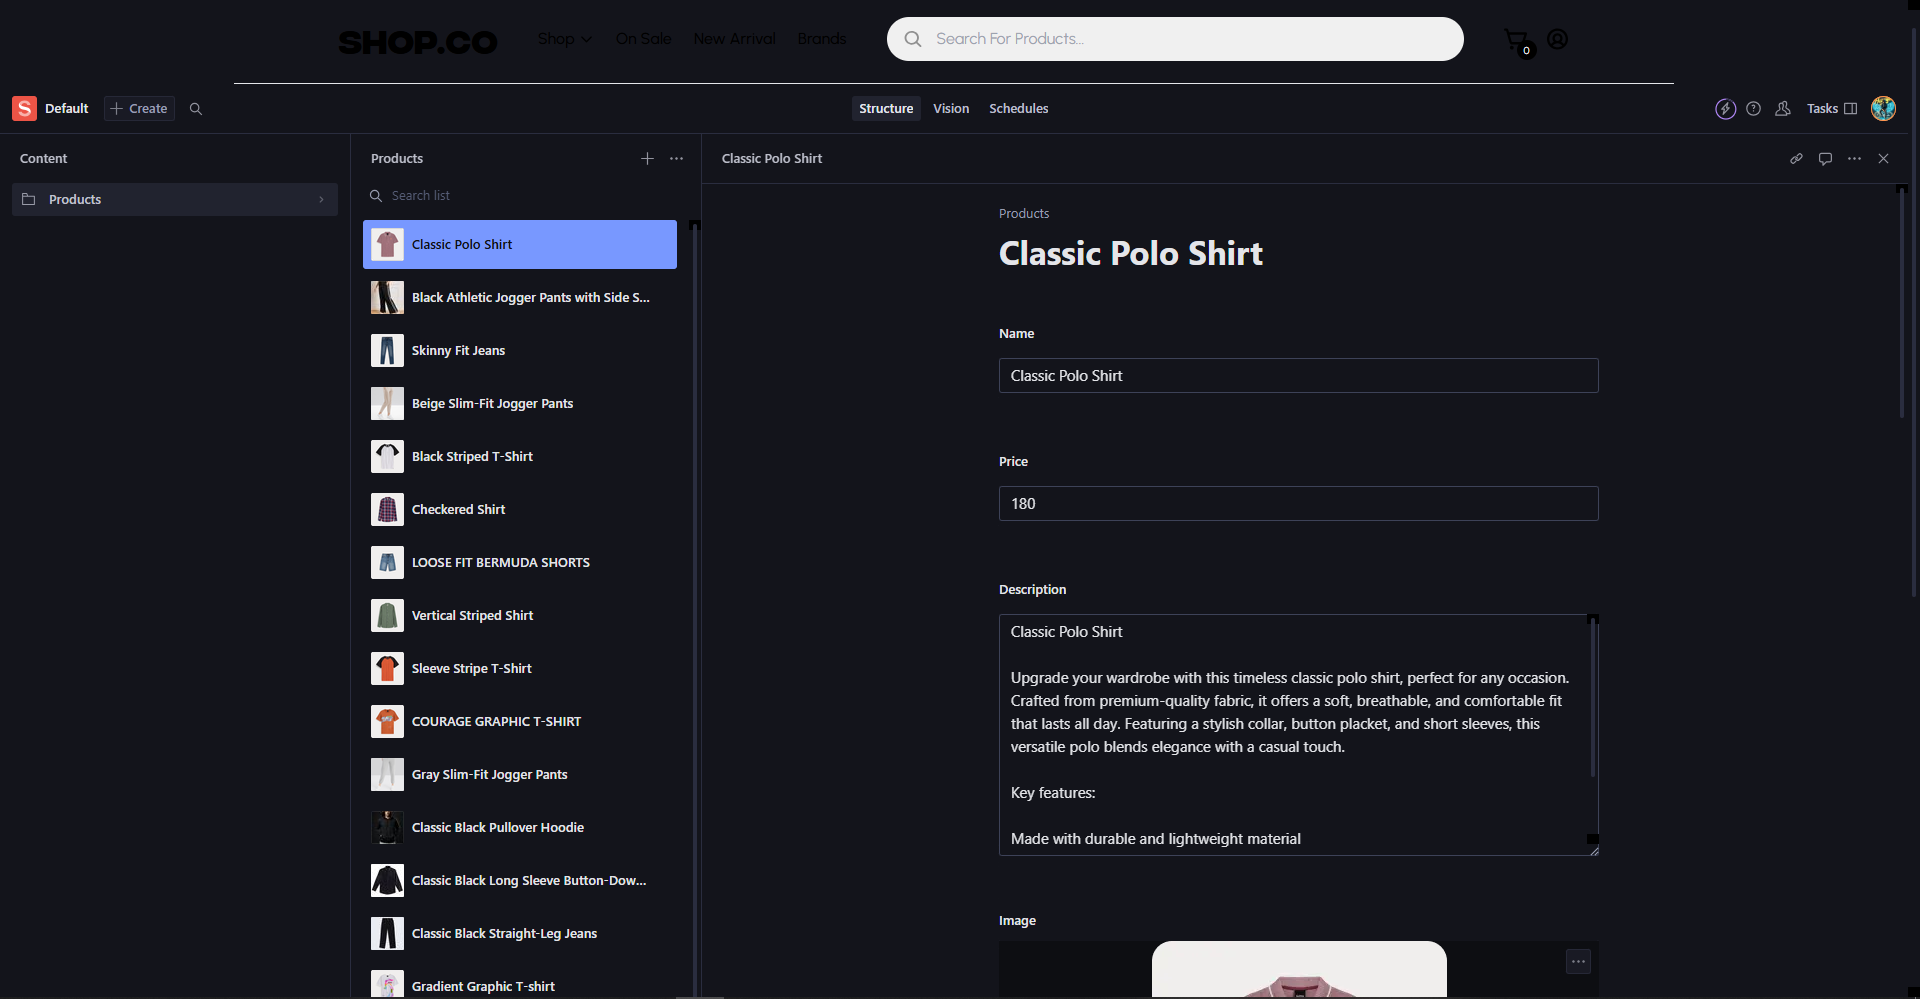 SHOP.CO
Shop
On Sale
New Arrival
Brands
Search For Products...
0
S
Default
Create
Structure
Vision
Schedules
Tasks
Content
Products
Products
Search list
Classic Polo Shirt
Black Athletic Jogger Pants with Side S...
Skinny Fit Jeans
Beige Slim-Fit Jogger Pants
Black Striped T-Shirt
Checkered Shirt
LOOSE FIT BERMUDA SHORTS
Vertical Striped Shirt
Sleeve Stripe T-Shirt
COURAGE GRAPHIC T-SHIRT
Gray Slim-Fit Jogger Pants
Classic Black Pullover Hoodie
Classic Black Long Sleeve Button-Dow...
Classic Black Straight-Leg Jeans
Gradient Graphic T-shirt
Classic Polo Shirt
Products
Classic Polo Shirt
Name
Classic Polo Shirt
Price
180
Description
Classic Polo Shirt
Upgrade your wardrobe with this timeless classic polo shirt, perfect for any occasion.
Crafted from premium-quality fabric, it offers a soft, breathable, and comfortable fit
that lasts all day. Featuring a stylish collar, button placket, and short sleeves, this
versatile polo blends elegance with a casual touch.
Key features:
Made with durable and lightweight material
Image